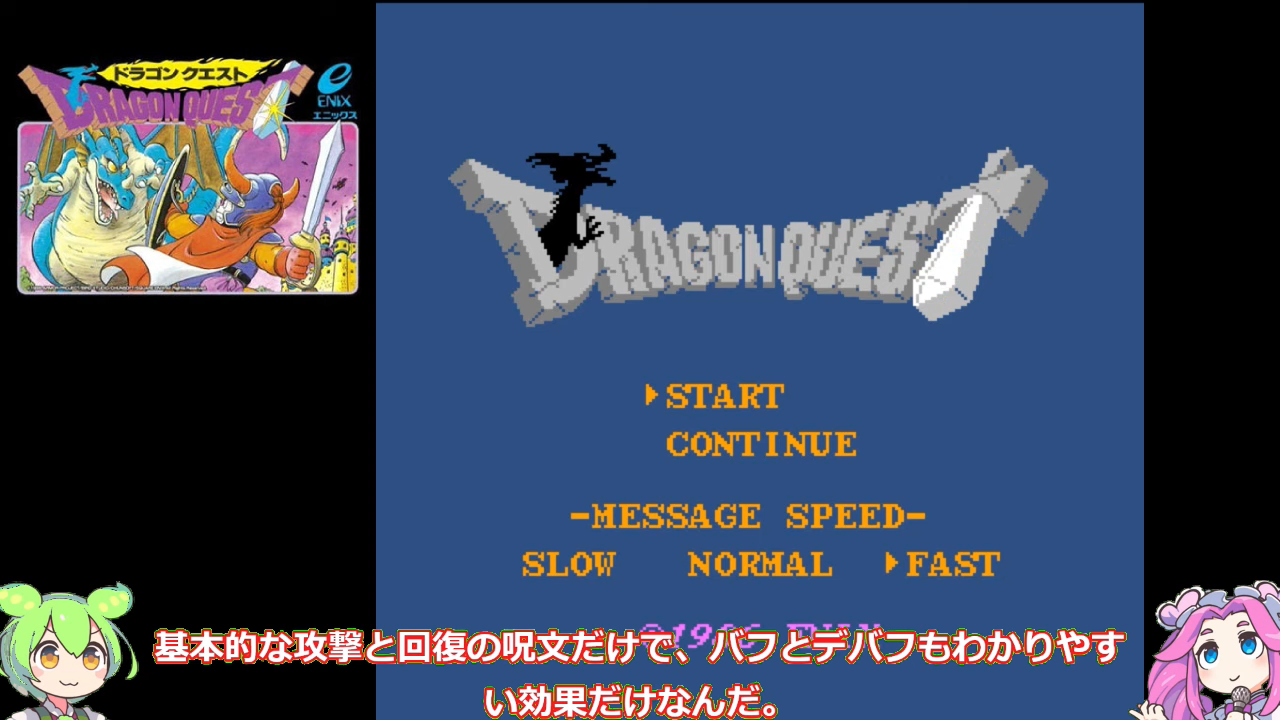 ドラゴンクエスト
DRAGON QUEST
ENIX
エニックス
DRAGON QUEST
START
CONTINUE
-MESSAGE SPEED-
SLOW NORMAL FAST
基本的な攻撃と回復の呪文だけで、バフとデバフもわかりやす
い効果だけなんだ。